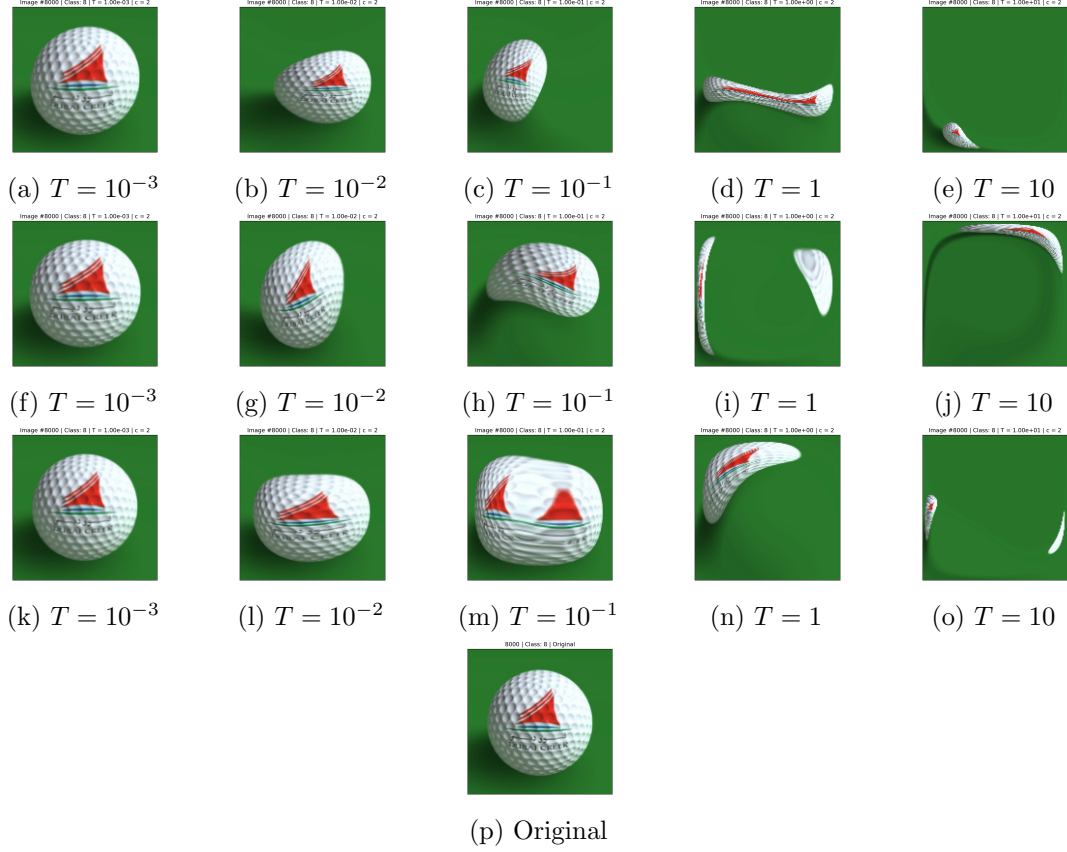 Image #8000 | Class: 8 | T = 1.00e-03 | c = 2
Image #8000 | Class: 8 | T = 1.00e-02 | c = 2
Image #8000 | Class: 8 | T = 1.00e-01 | c = 2
Image #8000 | Class: 8 | T = 1.00e+00 | c = 2
Image #8000 | Class: 8 | T = 1.00e+01 | c = 2
(a) T = 10⁻³
(b) T = 10⁻²
(c) T = 10⁻¹
(d) T = 1
(e) T = 10
Image #8000 | Class: 8 | T = 1.00e-03 | c = 2
Image #8000 | Class: 8 | T = 1.00e-02 | c = 2
Image #8000 | Class: 8 | T = 1.00e-01 | c = 2
Image #8000 | Class: 8 | T = 1.00e+00 | c = 2
Image #8000 | Class: 8 | T = 1.00e+01 | c = 2
(f) T = 10⁻³
(g) T = 10⁻²
(h) T = 10⁻¹
(i) T = 1
(j) T = 10
Image #8000 | Class: 8 | T = 1.00e-03 | c = 2
Image #8000 | Class: 8 | T = 1.00e-02 | c = 2
Image #8000 | Class: 8 | T = 1.00e-01 | c = 2
Image #8000 | Class: 8 | T = 1.00e+00 | c = 2
Image #8000 | Class: 8 | T = 1.00e+01 | c = 2
(k) T = 10⁻³
(l) T = 10⁻²
(m) T = 10⁻¹
(n) T = 1
(o) T = 10
8000 | Class: 8 | Original
(p) Original